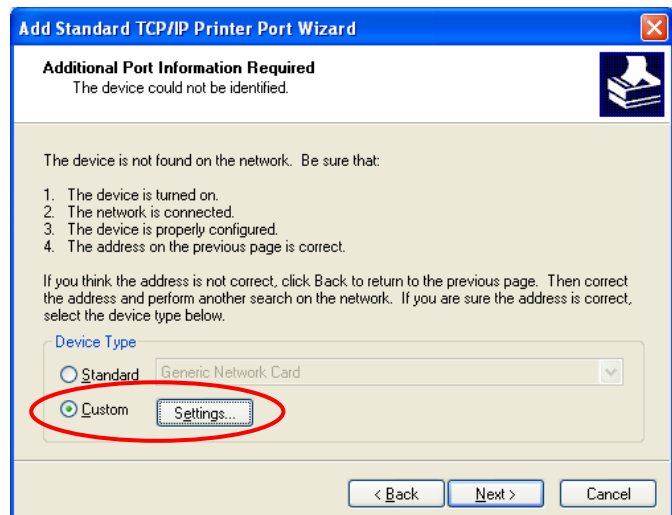 Add Standard TCP/IP Printer Port Wizard
Additional Port Information Required
The device could not be identified.
The device is not found on the network. Be sure that:
1. The device is turned on.
2. The network is connected.
3. The device is properly configured.
4. The address on the previous page is correct.
If you think the address is not correct, click Back to return to the previous page. Then correct
the address and perform another search on the network. If you are sure the address is correct,
select the device type below.
Device Type
Standard Generic Network Card
Custom Settings...
< Back Next > Cancel